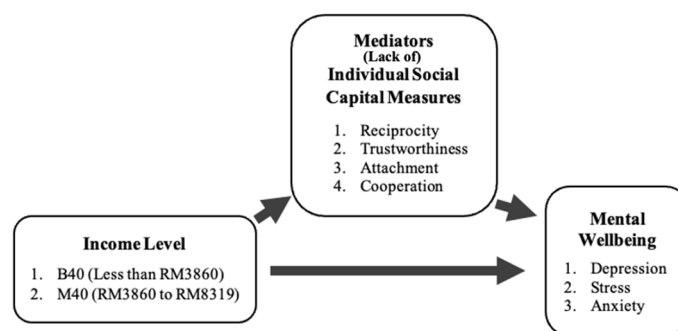 Mediators
(Lack of)
Individual Social
Capital Measures
1. Reciprocity
2. Trustworthiness
3. Attachment
4. Cooperation
Income Level
1. B40 (Less than RM3860)
2. M40 (RM3860 to RM8319)
Mental
Wellbeing
1. Depression
2. Stress
3. Anxiety